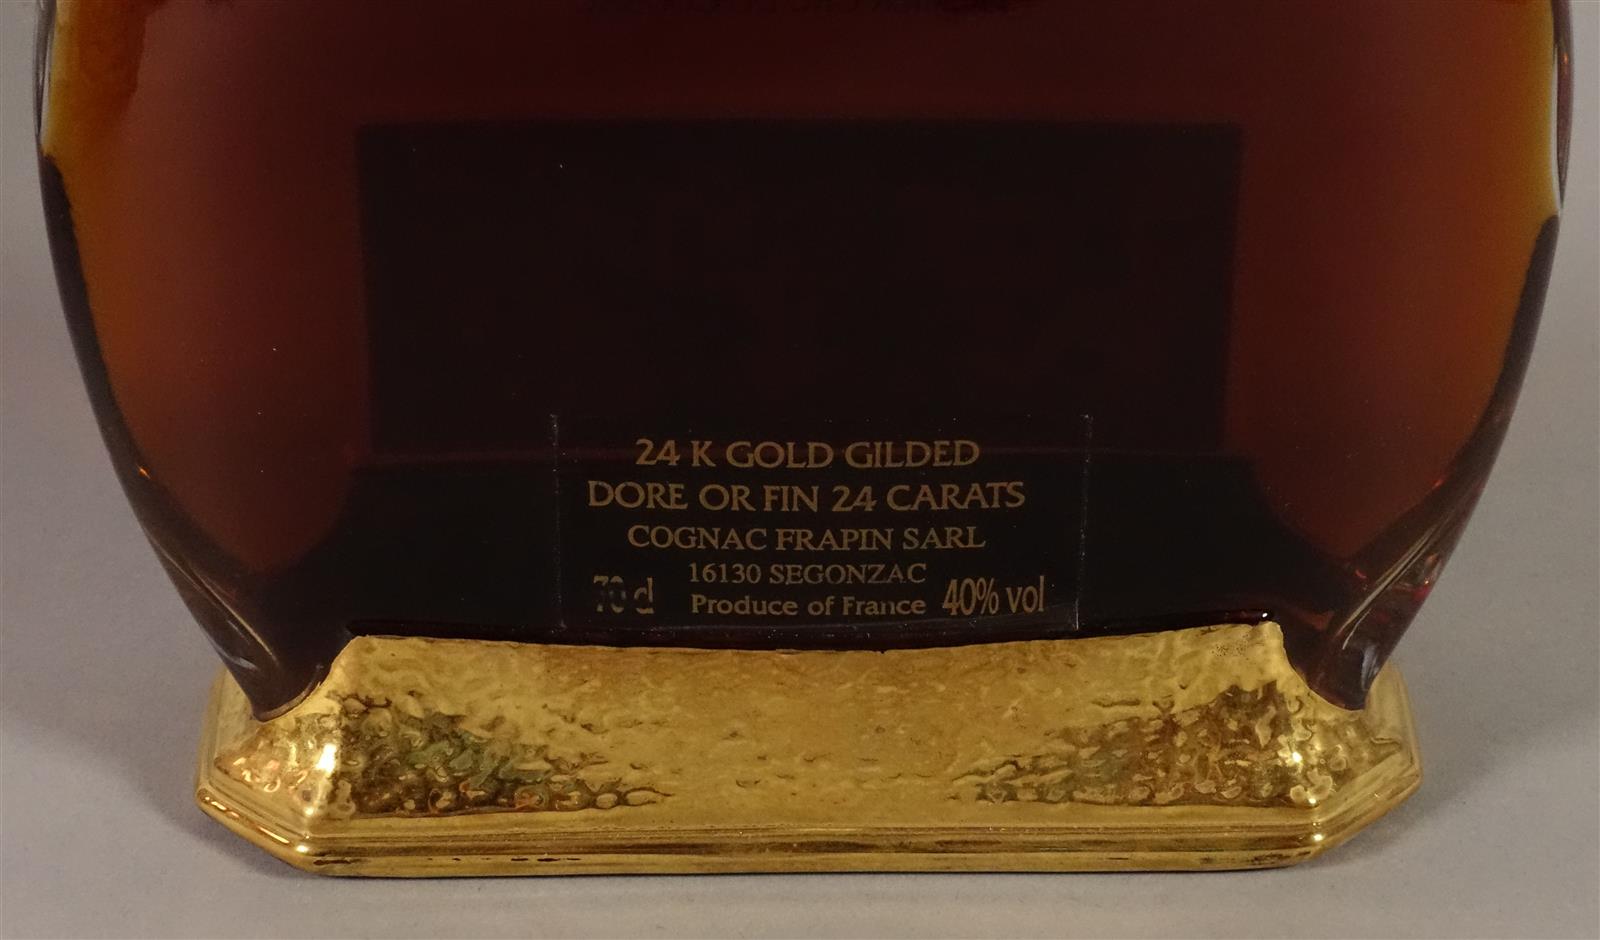 24 K GOLD GILDED
DORE OR FIN 24 CARATS
COGNAC FRAPIN SARL
16130 SEGONZAC
70 cl Produce of France 40% vol